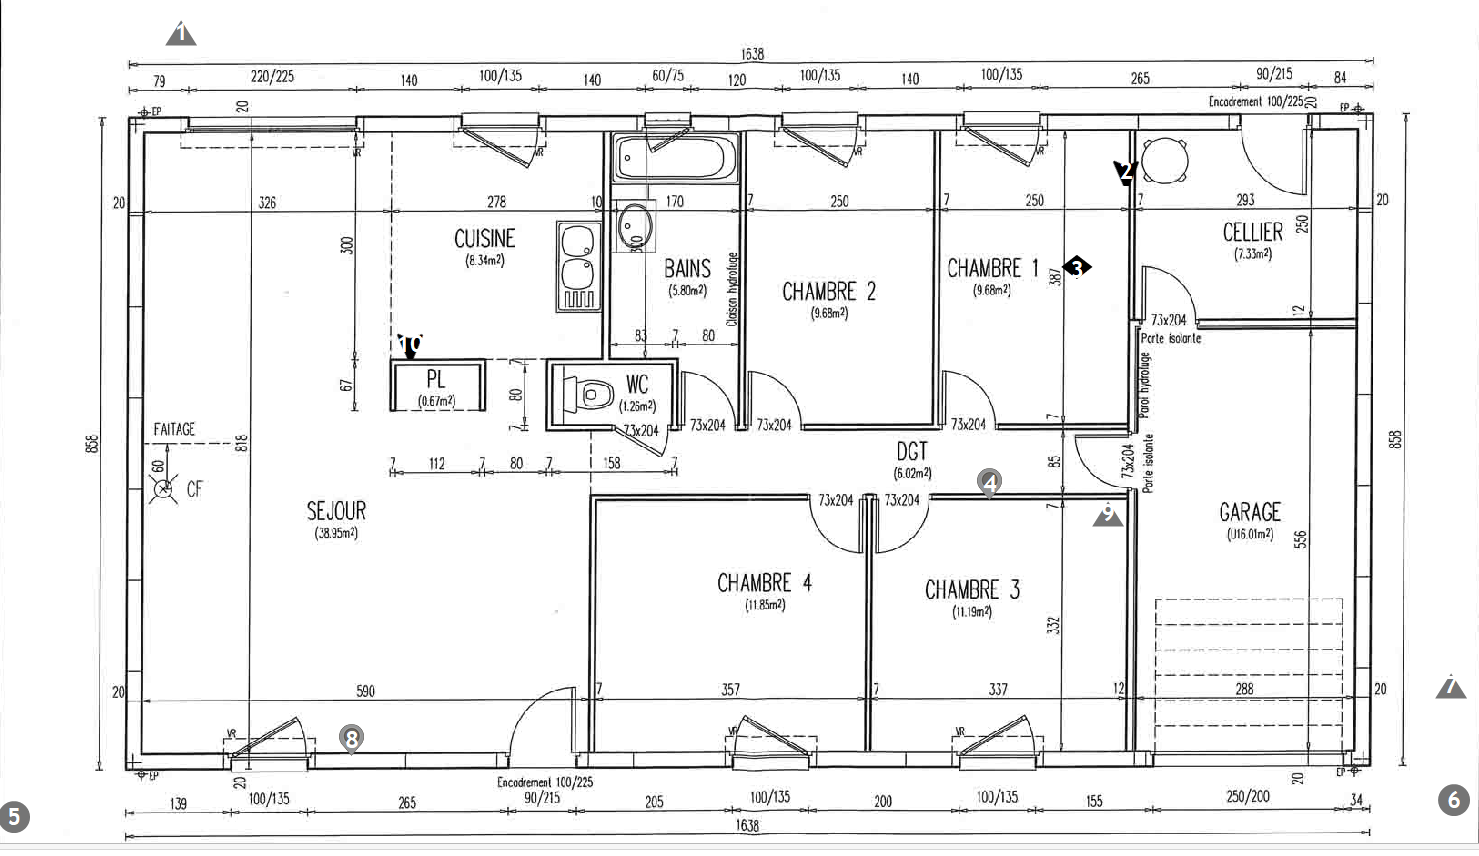 1
1638
79
220/225
140
100/135
140
60/75
120
100/135
140
100/135
265
90/215
84
Encadrement 100/225
EP
20
20
EP
VR
VR
VR
VR
2
20
326
278
10
170
7
250
7
250
7
293
20
300
CUISINE
(8.34m2)
300
BAINS
(5.80m2)
Cloison hydrofuge
CHAMBRE 2
(9.68m2)
CHAMBRE 1
(9.68m2)
387
3
CELLIER
(7.33m2)
250
12
73x204
Porte isolante
83
7
80
10
PL
(0.67m2)
67
7
80
7
WC
(1.26m2)
73x204
73x204
73x204
73x204
7
Paroi hydrofuge
FAITAGE
60
CF
858
818
7
112
7
80
7
158
7
DGT
(6.02m2)
85
73x204
Porte isolante
858
4
73x204
73x204
7
9
SEJOUR
(38.95m2)
GARAGE
(U16.01m2)
556
CHAMBRE 4
(11.85m2)
CHAMBRE 3
(11.19m2)
332
20
590
7
357
7
337
12
288
20
7
VR
8
VR
VR
EP
20
Encadrement 100/225
20
EP
5
139
100/135
265
90/215
205
100/135
200
100/135
155
250/200
34
6
1638